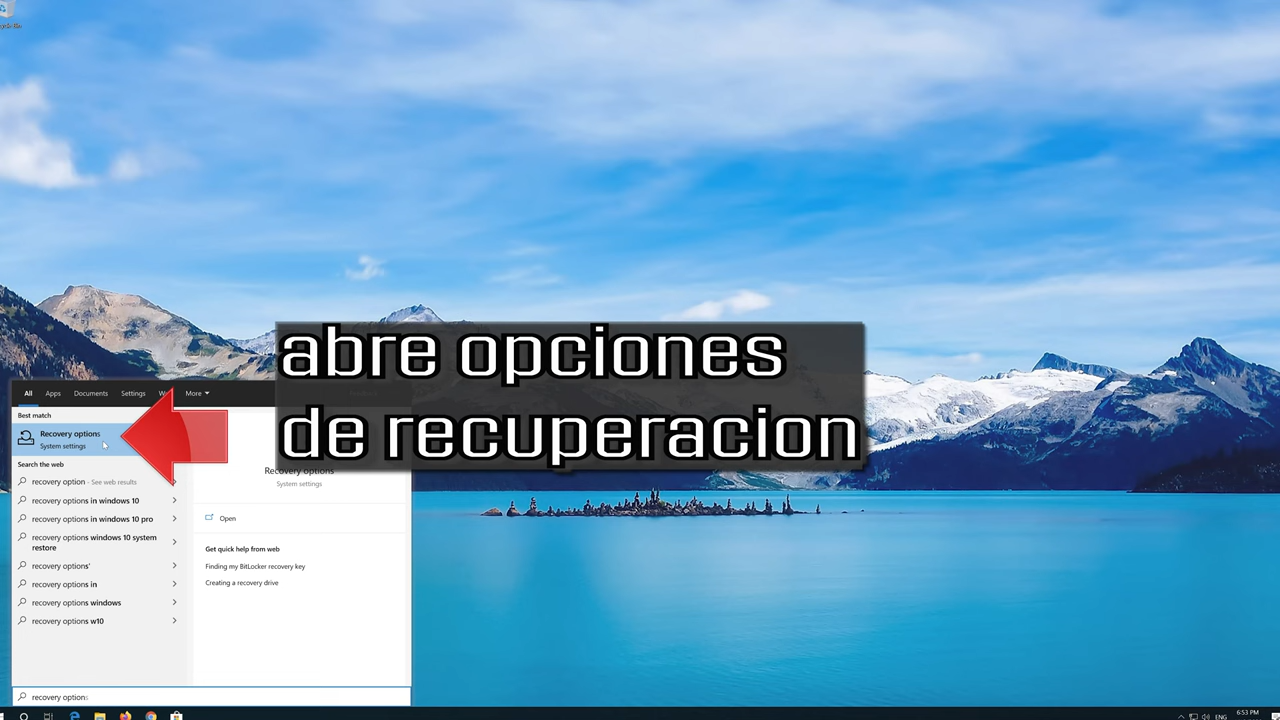 abre opciones
de recuperacion
All
Apps
Documents
Settings
More
Best match
Recovery options
System settings
Search the web
recovery option - See web results
recovery options in windows 10
recovery options in windows 10 pro
recovery options windows 10 system
restore
recovery options'
recovery options in
recovery options windows
recovery options w10
Recovery options
System settings
Open
Get quick help from web
Finding my BitLocker recovery key
Creating a recovery drive
recovery options
ENG
6:53 PM